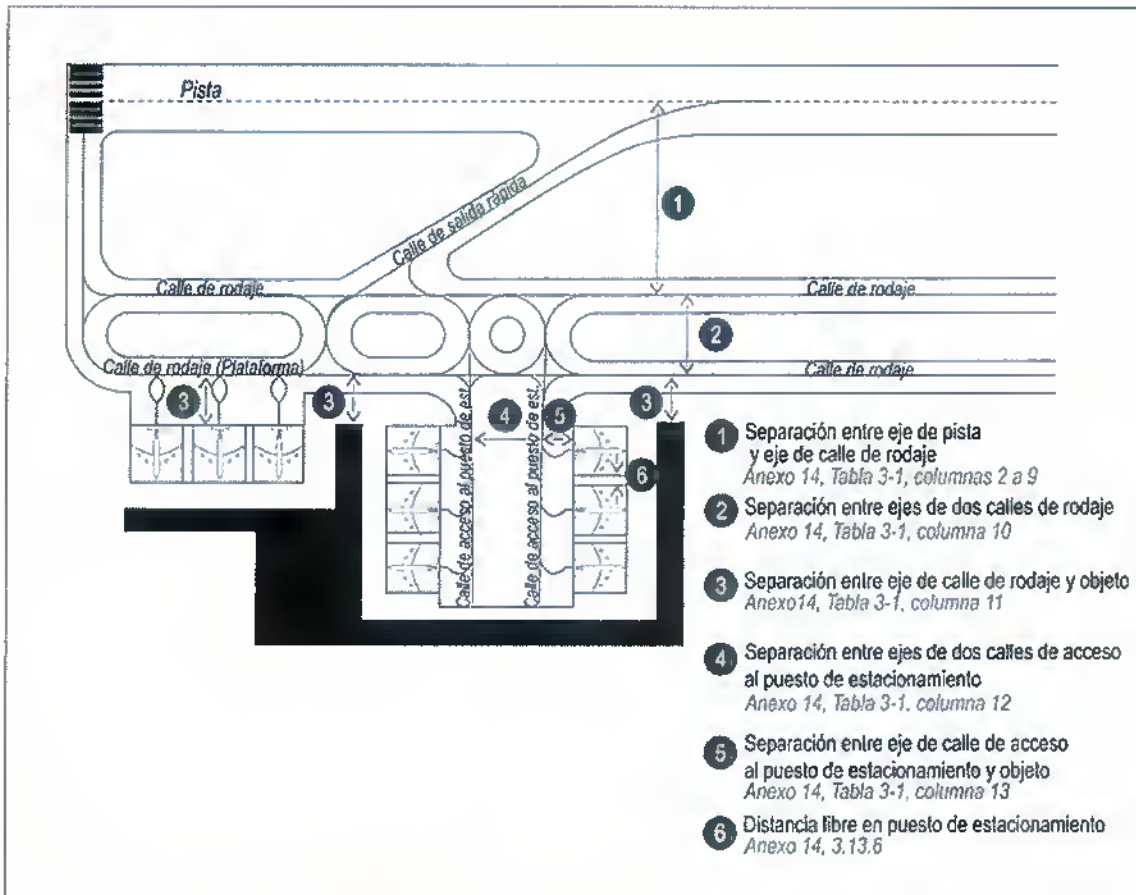 Pista
Calle de salida rápida
1
Calle de rodaje
Calle de rodaje
2
Calle de rodaje (Plataforma)
Calle de rodaje
3
3
4
5
3
6
Calle de acceso al puesto de est.
Calle de acceso al puesto de est.
1 Separación entre eje de pista
y eje de calle de rodaje
Anexo 14, Tabla 3-1, columnas 2 a 9
2 Separación entre ejes de dos calles de rodaje
Anexo 14, Tabla 3-1, columna 10
3 Separación entre eje de calle de rodaje y objeto
Anexo14, Tabla 3-1, columna 11
4 Separación entre ejes de dos calles de acceso
al puesto de estacionamiento
Anexo 14, Tabla 3-1, columna 12
5 Separación entre eje de calle de acceso
al puesto de estacionamiento y objeto
Anexo 14, Tabla 3-1, columna 13
6 Distancia libre en puesto de estacionamiento
Anexo 14, 3.13.6